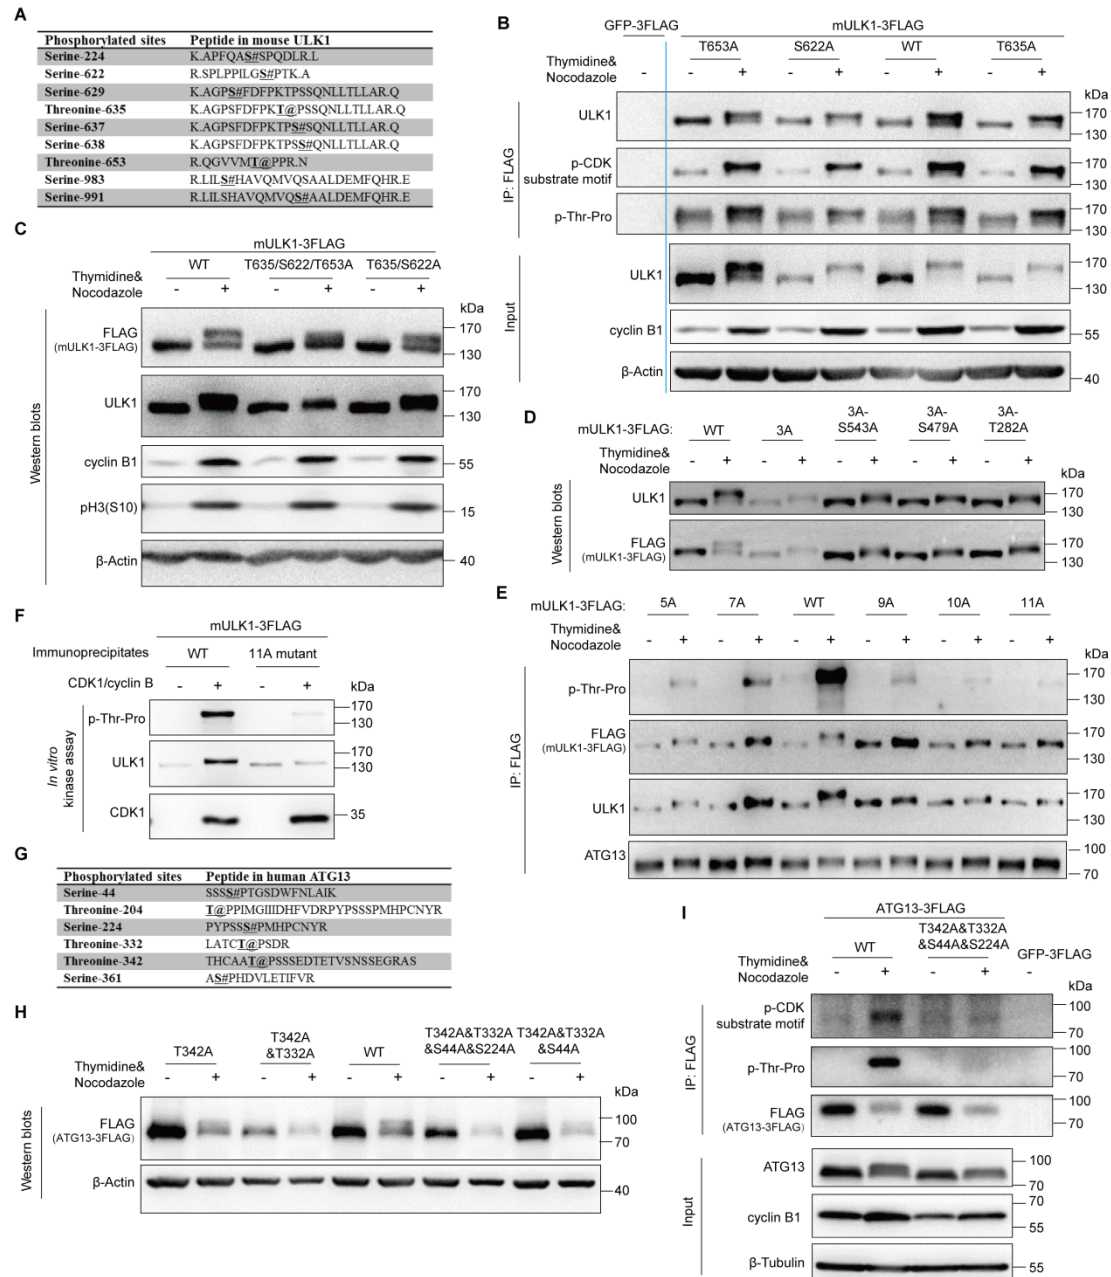 A
Phosphorylated sites Peptide in mouse ULK1
Serine-224 K.APFQAS#SPQDLR.L
Serine-622 R.SPLPPILGS#PTK.A
Serine-629 K.AGPS#FDFPKTPSSQNLLTLLAR.Q
Threonine-635 K.AGPSFDFPKT@PSSQNLLTLLAR.Q
Serine-637 K.AGPSFDFPKTPS#SQNLLTLLAR.Q
Serine-638 K.AGPSFDFPKTPSS#QNLLTLLAR.Q
Threonine-653 R.QGVVMT@PPR.N
Serine-983 R.LILS#HAVQMVQSAALDEMFQHR.E
Serine-991 R.LILSHAVQMVQS#AALDEMFQHR.E
B
GFP-3FLAG mULK1-3FLAG
T653A S622A WT T635A
Thymidine&
Nocodazole - - + - + - + - +
kDa
IP: FLAG
ULK1 170
130
p-CDK
substrate motif 170
130
p-Thr-Pro 170
130
Input
ULK1 170
130
cyclin B1 55
β-Actin 40
C
mULK1-3FLAG
WT T635/S622/T653A T635/S622A
Thymidine&
Nocodazole - + - + - +
kDa
Western blots
FLAG
(mULK1-3FLAG)
170
130
ULK1 170
130
cyclin B1 55
pH3(S10) 15
β-Actin 40
D
mULK1-3FLAG: WT 3A 3A-S543A 3A-S479A 3A-T282A
Thymidine&
Nocodazole - + - + - + - + - +
kDa
Western blots
ULK1 170
130
FLAG
(mULK1-3FLAG)
170
130
E
mULK1-3FLAG: 5A 7A WT 9A 10A 11A
Thymidine&
Nocodazole - + - + - + - + - + - +
kDa
IP: FLAG
p-Thr-Pro 170
130
FLAG
(mULK1-3FLAG)
170
130
ULK1 170
130
ATG13 100
70
F
mULK1-3FLAG
Immunoprecipitates WT 11A mutant
CDK1/cyclin B - + - + kDa
In vitro
kinase assay
p-Thr-Pro 170
130
ULK1 170
130
CDK1 35
G
Phosphorylated sites Peptide in human ATG13
Serine-44 SSSS#PTGSDWFNLAIK
Threonine-204 T@PPIMGIIIDHFVDRPYPSSSPMHPCNYR
Serine-224 PYPSSS#PMHPCNYR
Threonine-332 LATCT@PSDR
Threonine-342 THCAAT@PSSSEDTETVSNSSEGRAS
Serine-361 AS#PHDVLETIFVR
H
T342A T342A&T332A WT T342A&T332A&S44A&S224A T342A&T332A&S44A
Thymidine&
Nocodazole - + - + - + - + - +
kDa
Western blots
FLAG
(ATG13-3FLAG)
100
70
β-Actin 40
I
ATG13-3FLAG
WT T342A&T332A&S44A&S224A GFP-3FLAG
Thymidine&
Nocodazole - + - + -
kDa
IP: FLAG
p-CDK
substrate motif 100
70
p-Thr-Pro 100
70
FLAG
(ATG13-3FLAG)
100
70
Input
ATG13 100
70
cyclin B1 70
55
β-Tubulin 55